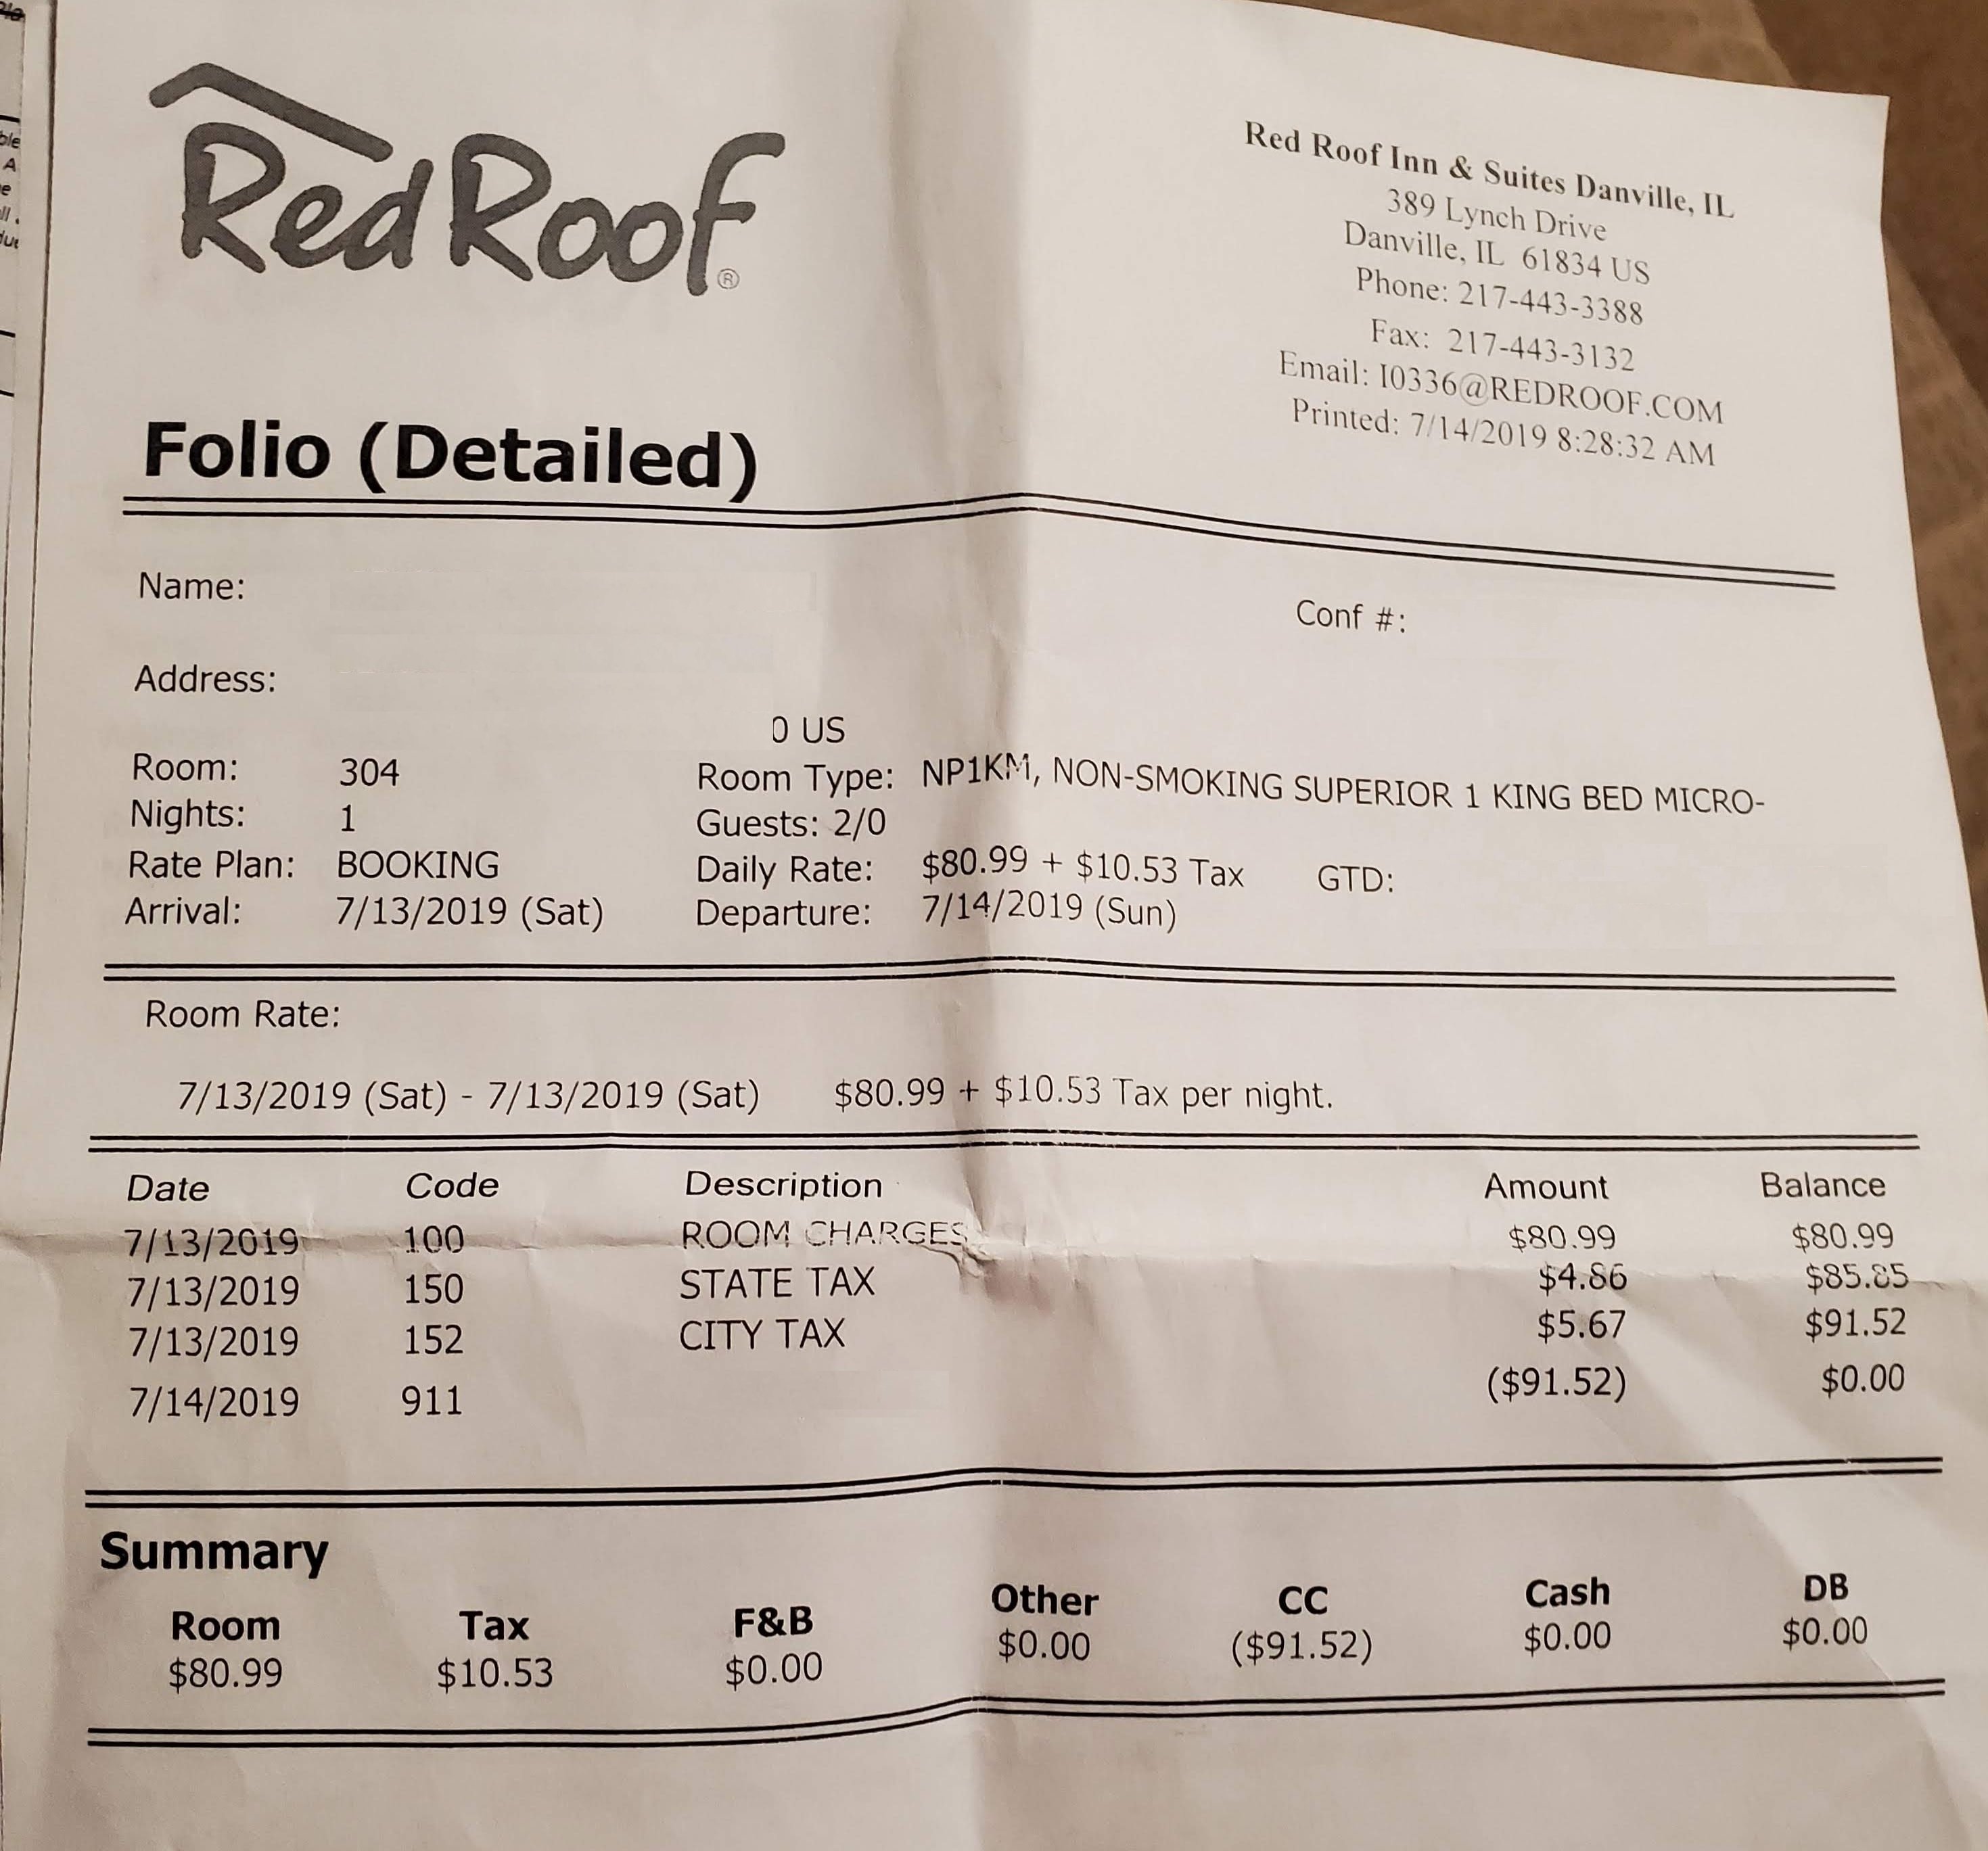 RedRoof®
Red Roof Inn & Suites Danville, IL
389 Lynch Drive
Danville, IL 61834 US
Phone: 217-443-3388
Fax: 217-443-3132
Email: I0336@REDROOF.COM
Printed: 7/14/2019 8:28:32 AM
Folio (Detailed)
Name:
Conf #:
Address:
0 US
Room: 304 Room Type: NP1KM, NON-SMOKING SUPERIOR 1 KING BED MICRO-
Nights: 1 Guests: 2/0
Rate Plan: BOOKING Daily Rate: $80.99 + $10.53 Tax GTD:
Arrival: 7/13/2019 (Sat) Departure: 7/14/2019 (Sun)
Room Rate:
7/13/2019 (Sat) - 7/13/2019 (Sat) $80.99 + $10.53 Tax per night.
Date Code Description Amount Balance
7/13/2019 100 ROOM CHARGES $80.99 $80.99
7/13/2019 150 STATE TAX $4.86 $85.85
7/13/2019 152 CITY TAX $5.67 $91.52
7/14/2019 911 ($91.52) $0.00
Summary
Room Tax F&B Other CC Cash DB
$80.99 $10.53 $0.00 $0.00 ($91.52) $0.00 $0.00